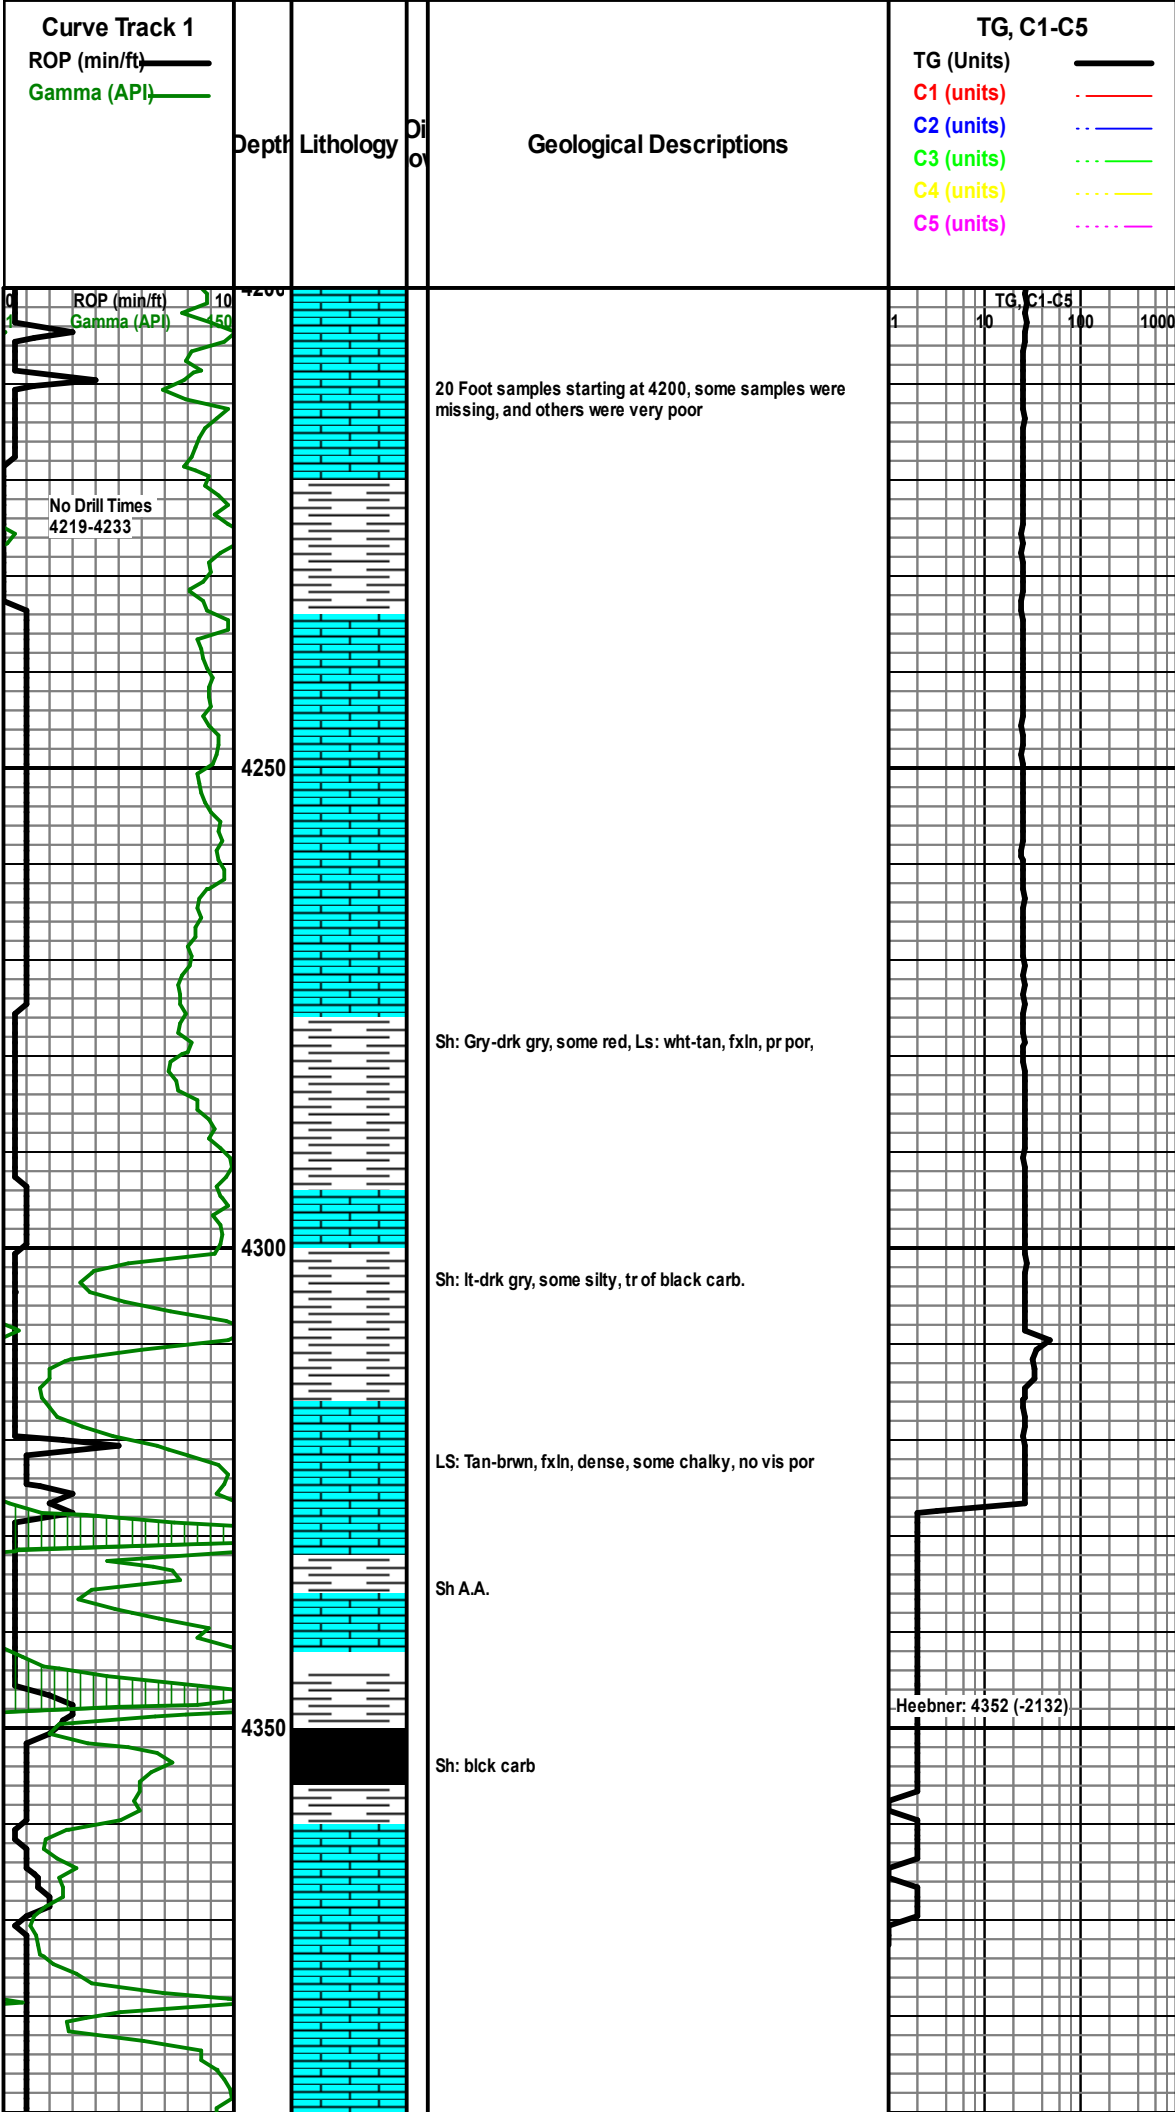 Curve Track 1
ROP (min/ft)
Gamma (API)
Depth
Lithology
Geological Descriptions
TG, C1-C5
TG (Units)
C1 (units)
C2 (units)
C3 (units)
C4 (units)
C5 (units)
0 ROP (min/ft) 10
Gamma (API) 150
4200
TG, C1-C5
1 10 100 1000
20 Foot samples starting at 4200, some samples were
missing, and others were very poor
No Drill Times
4219-4233
4250
Sh: Gry-drk gry, some red, Ls: wht-tan, fxln, pr por,
4300
Sh: lt-drk gry, some silty, tr of black carb.
LS: Tan-brwn, fxln, dense, some chalky, no vis por
Sh A.A.
Heebner: 4352 (-2132)
4350
Sh: blck carb